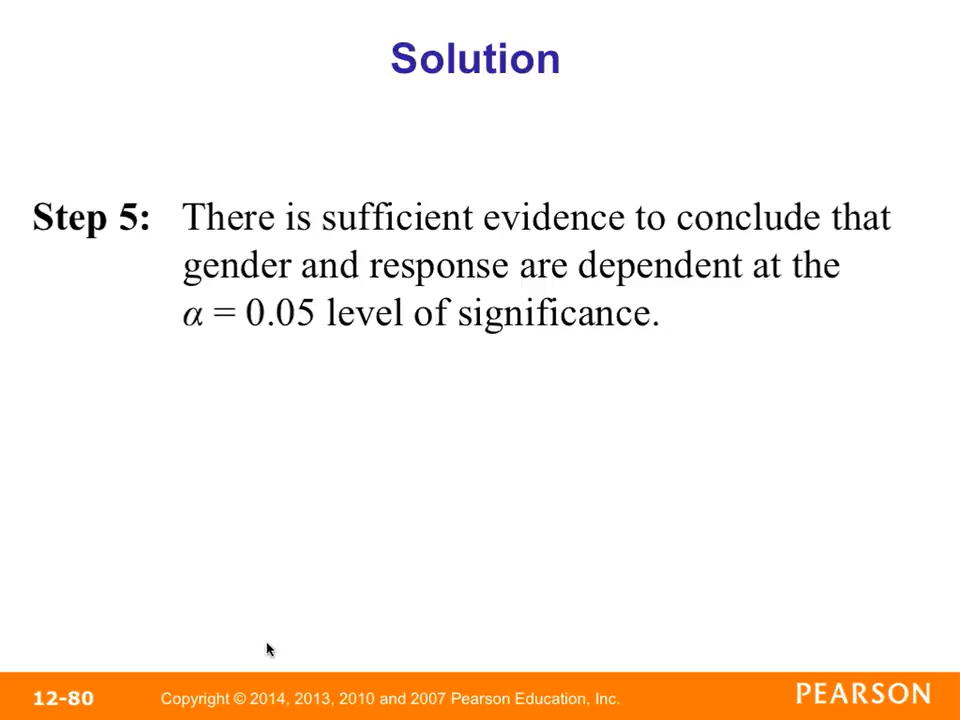 Solution
Step 5: There is sufficient evidence to conclude that
gender and response are dependent at the
α = 0.05 level of significance.
12-80 Copyright © 2014, 2013, 2010 and 2007 Pearson Education, Inc. PEARSON